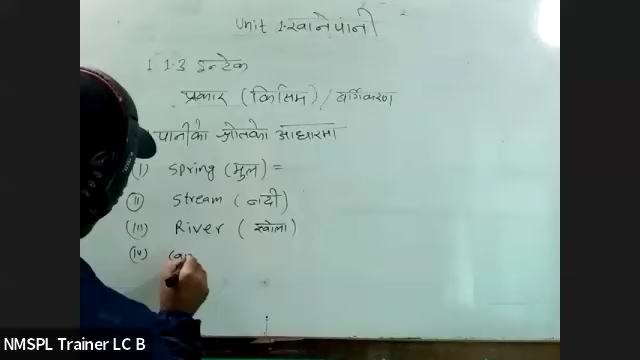 Unit 1. खानेपानी
1 1.3 इन्टेक
प्रकार (किसिम) / बर्गिकरण
पानीको श्रोतको आधारमा
(I) Spring (मुल) =
(II) Stream (नदी)
(III) River (खोला)
(IV)
NMSPL Trainer LC B